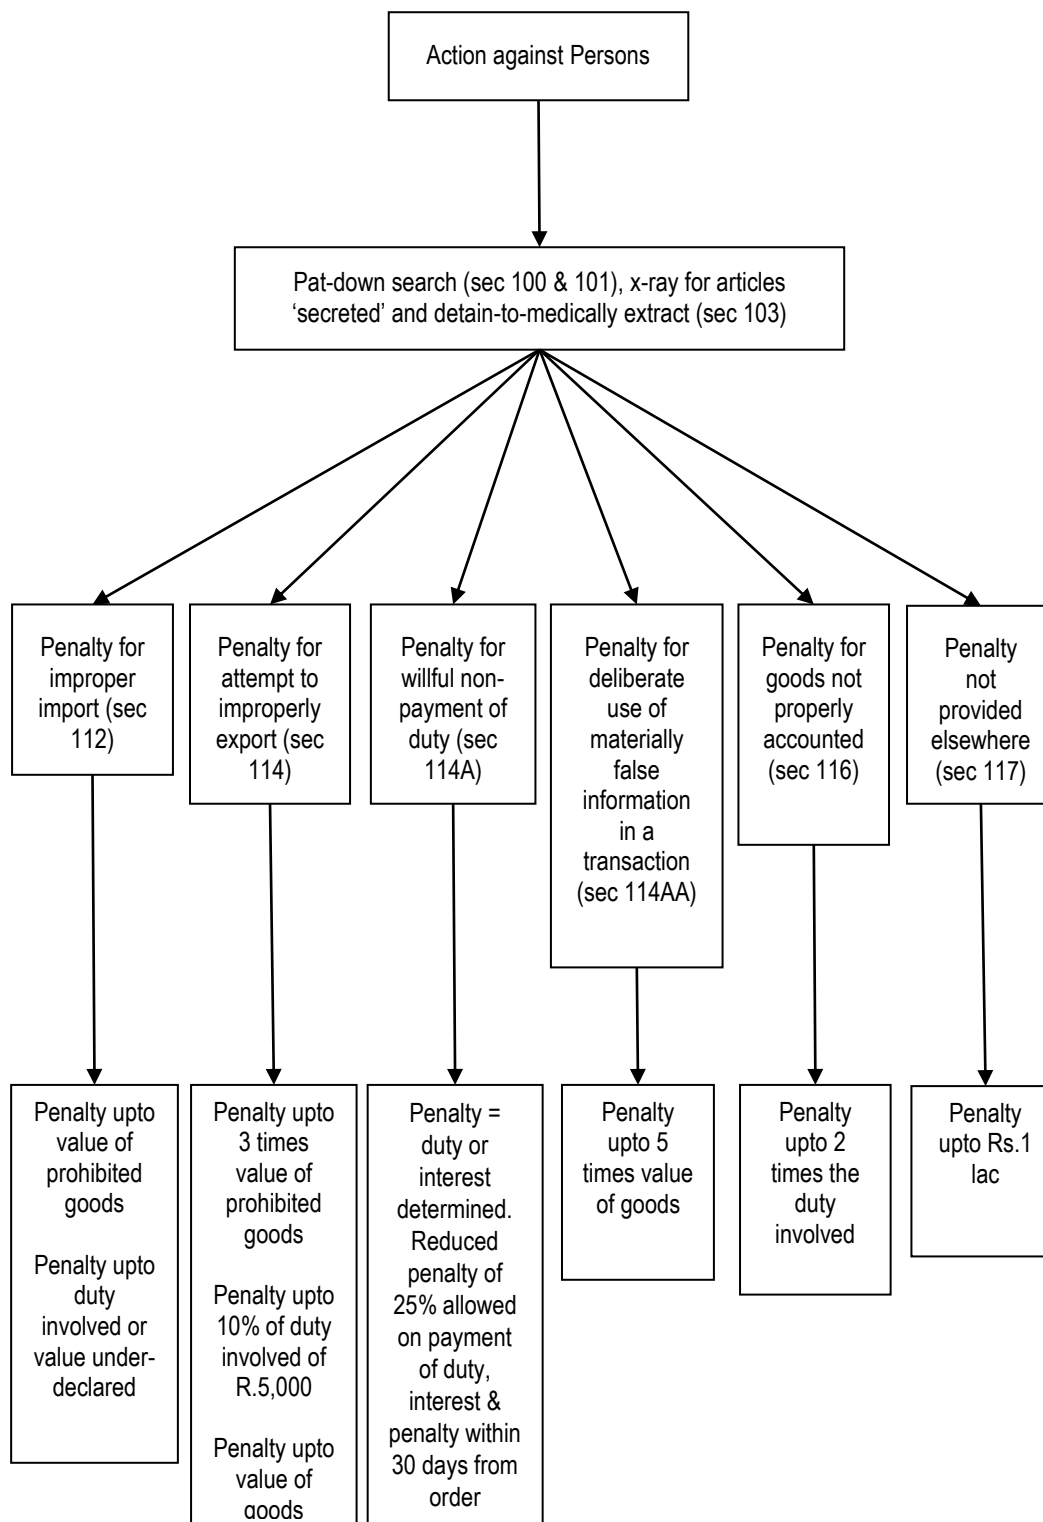 Action against Persons
Pat-down search (sec 100 & 101), x-ray for articles
‘secreted’ and detain-to-medically extract (sec 103)
Penalty for
improper
import (sec
112)
Penalty for
attempt to
improperly
export (sec
114)
Penalty for
willful non-
payment of
duty (sec
114A)
Penalty for
deliberate
use of
materially
false
information
in a
transaction
(sec 114AA)
Penalty for
goods not
properly
accounted
(sec 116)
Penalty
not
provided
elsewhere
(sec 117)
Penalty upto
value of
prohibited
goods
Penalty upto
duty
involved or
value under-
declared
Penalty upto
3 times
value of
prohibited
goods
Penalty upto
10% of duty
involved of
R.5,000
Penalty upto
value of
goods
Penalty =
duty or
interest
determined.
Reduced
penalty of
25% allowed
on payment
of duty,
interest &
penalty within
30 days from
order
Penalty
upto 5
times value
of goods
Penalty
upto 2
times the
duty
involved
Penalty
upto Rs.1
lac